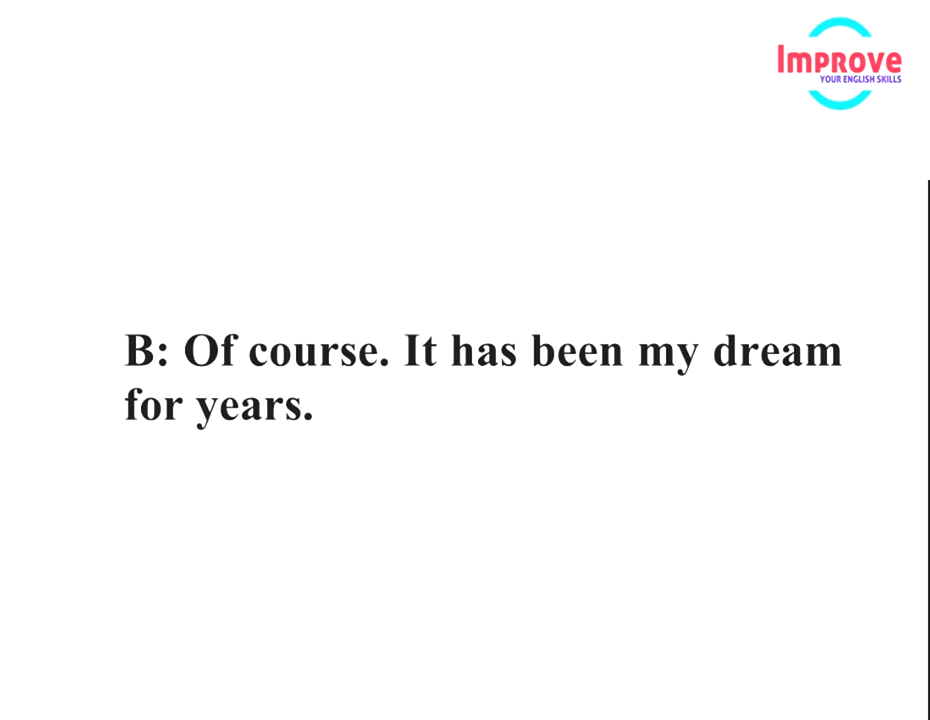 Improve
YOUR ENGLISH SKILLS
B: Of course. It has been my dream
for years.